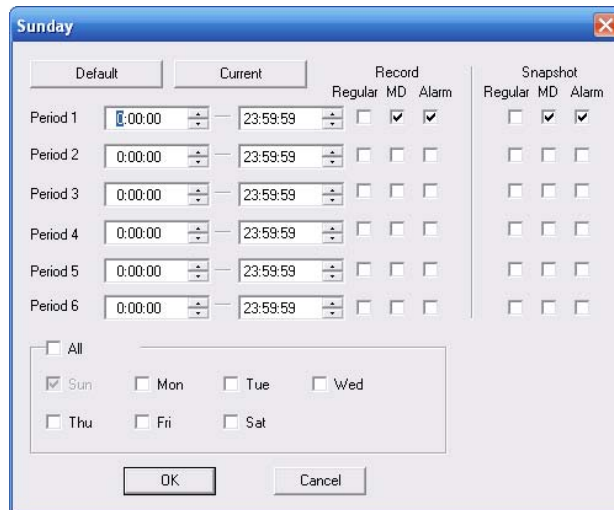 Sunday
Default Current Record Snapshot
Regular MD Alarm Regular MD Alarm
Period 1 0:00:00 — 23:59:59
Period 2 0:00:00 — 23:59:59
Period 3 0:00:00 — 23:59:59
Period 4 0:00:00 — 23:59:59
Period 5 0:00:00 — 23:59:59
Period 6 0:00:00 — 23:59:59
All
Sun Mon Tue Wed
Thu Fri Sat
OK Cancel